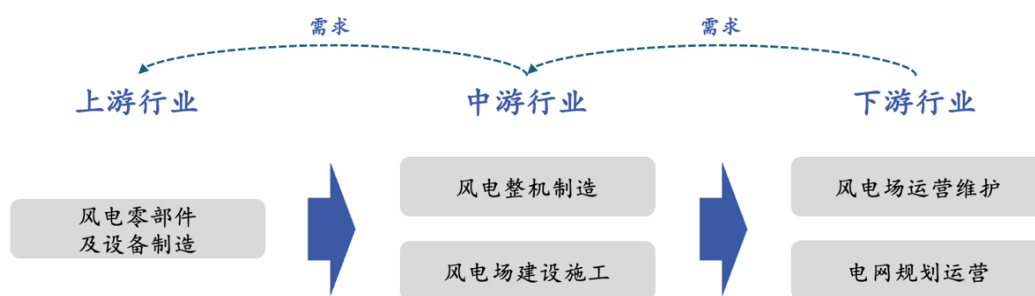 需求
需求
上游行业
中游行业
下游行业
风电零部件
及设备制造
风电整机制造
风电场建设施工
风电场运营维护
电网规划运营